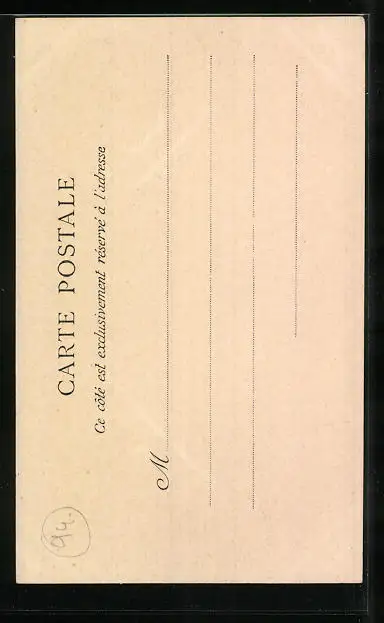 CARTE POSTALE
Ce côté est exclusivement réservé à l'adresse
M
94.